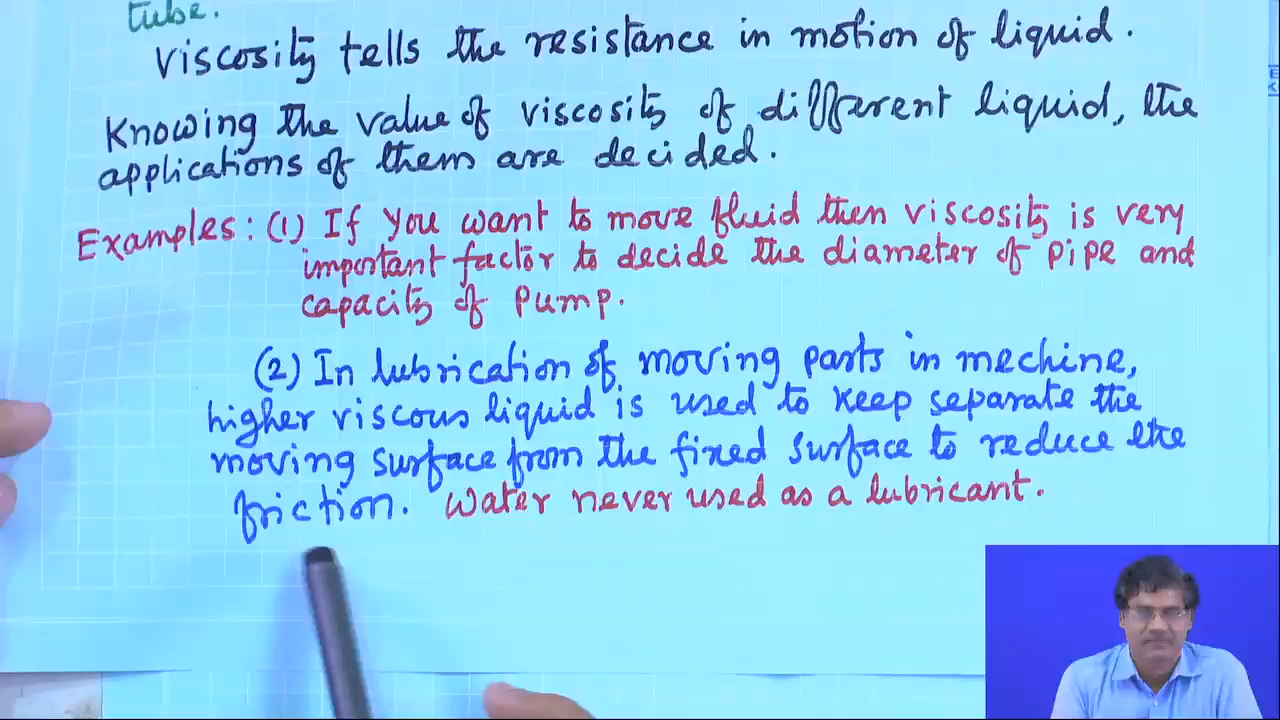 tube.
Viscosity tells the resistance in motion of liquid.
Knowing the value of viscosity of different liquid, the
applications of them are decided.
Examples: (1) If you want to move fluid then viscosity is very
important factor to decide the diameter of pipe and
capacity of pump.
(2) In lubrication of moving parts in mechine,
higher viscous liquid is used to keep separate the
moving surface from the fixed surface to reduce the
friction. Water never used as a lubricant.